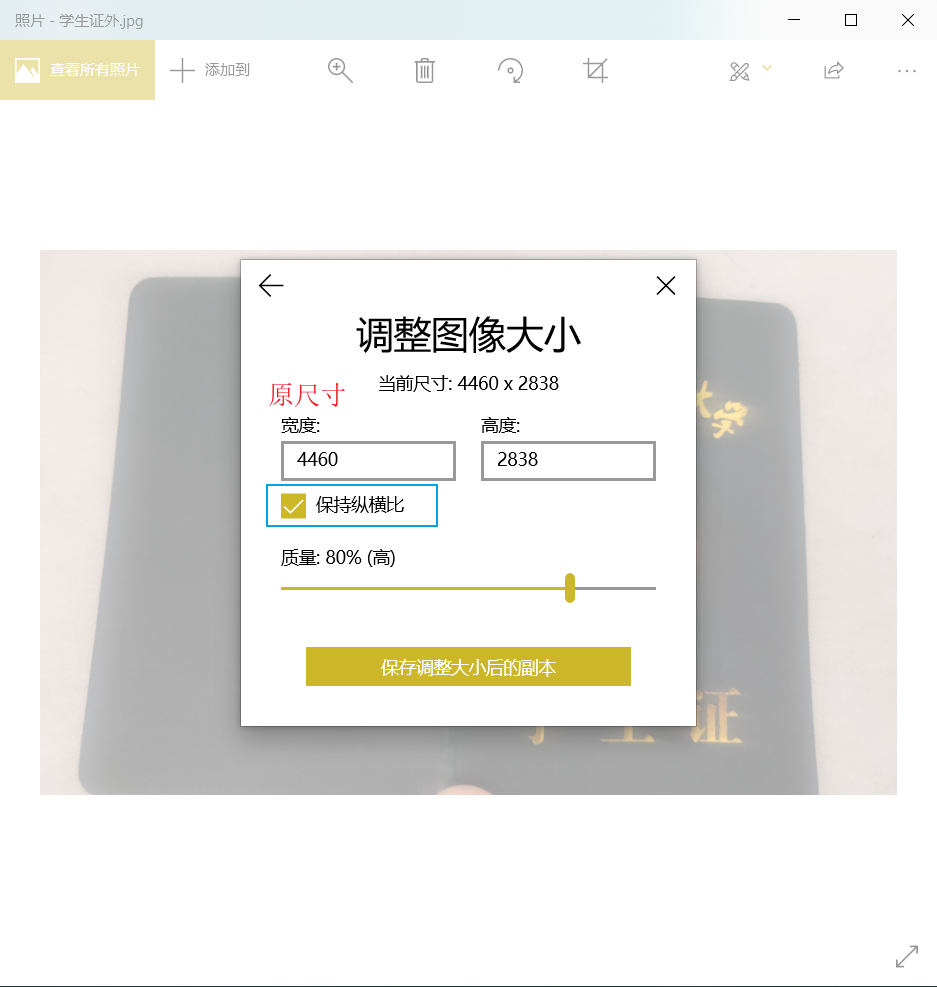 照片 - 学生证外.jpg
查看所有照片
添加到
调整图像大小
当前尺寸: 4460 x 2838
原尺寸
宽度:
高度:
4460
2838
保持纵横比
质量: 80% (高)
保存调整大小后的副本
大学
学生证